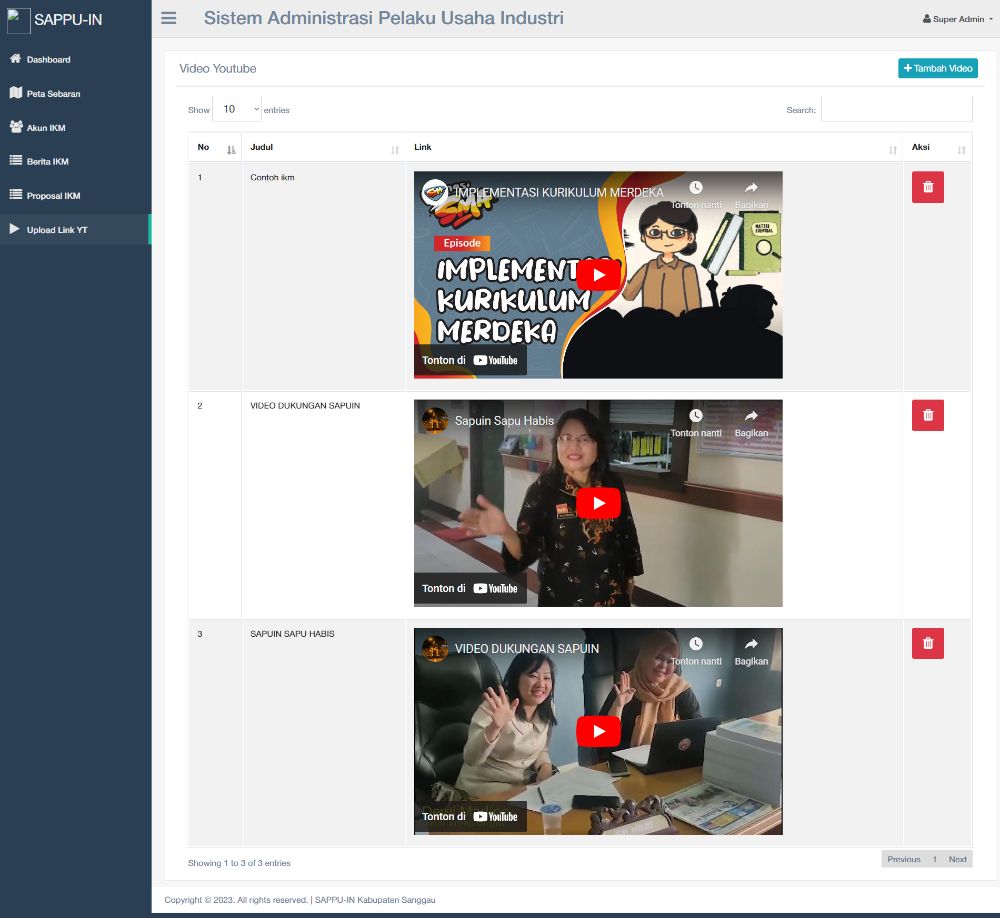 SAPPU-IN
Sistem Administrasi Pelaku Usaha Industri
Super Admin
Dashboard
Peta Sebaran
Akun IKM
Berita IKM
Proposal IKM
Upload Link YT
Video Youtube
Tambah Video
Show 10 entries
Search:
No Judul Link Aksi
1 Contoh ikm
IMPLEMENTASI KURIKULUM MERDEKA
Tonton nanti Bagikan
SMA
MATERI
ESENSIAL
Episode
KURIKULUM
MERDEKA
Tonton di YouTube
2 VIDEO DUKUNGAN SAPUIN
Sapuin Sapu Habis
Tonton nanti Bagikan
Tonton di YouTube
3 SAPUIN SAPU HABIS
VIDEO DUKUNGAN SAPUIN
Tonton nanti Bagikan
Dewi Marlina
Tonton di YouTube
Komisi III DPRD Sanggau
Showing 1 to 3 of 3 entries
Previous 1 Next
Copyright © 2023. All rights reserved. | SAPPU-IN Kabupaten Sanggau